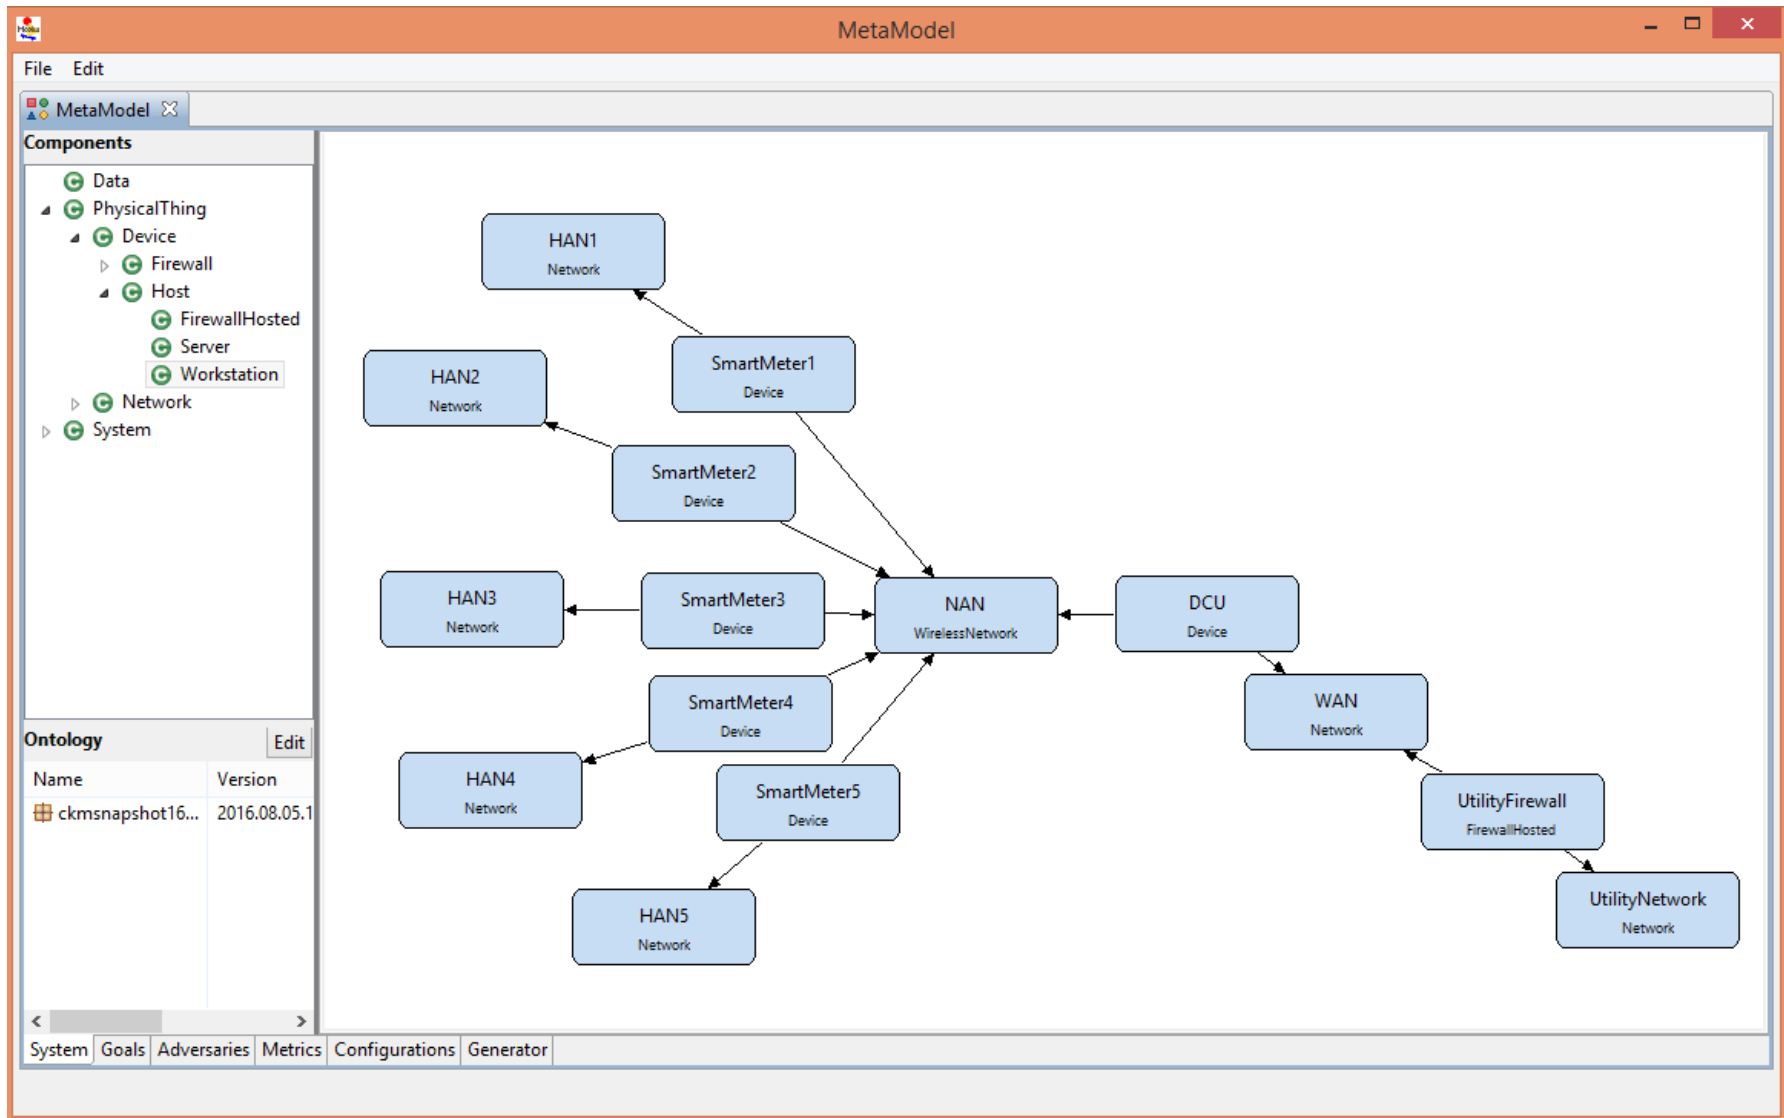 MetaModel
File Edit
MetaModel
Components
Data
PhysicalThing
Device
Firewall
Host
FirewallHosted
Server
Workstation
Network
System
Ontology Edit
Name Version
ckmsnapshot16... 2016.08.05.1
HAN1
Network
SmartMeter1
Device
HAN2
Network
SmartMeter2
Device
HAN3
Network
SmartMeter3
Device
NAN
WirelessNetwork
DCU
Device
SmartMeter4
Device
WAN
Network
HAN4
Network
SmartMeter5
Device
UtilityFirewall
FirewallHosted
HAN5
Network
UtilityNetwork
Network
System Goals Adversaries Metrics Configurations Generator